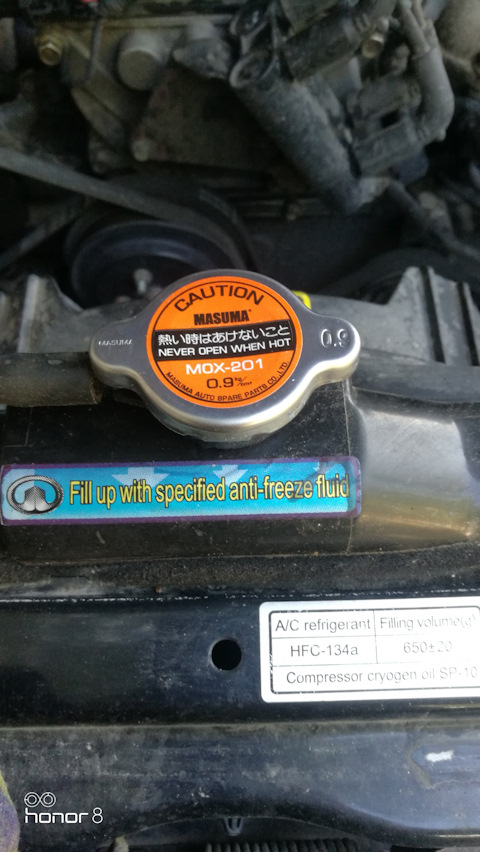 CAUTION
MASUMA
熱い時はあけないこと
NEVER OPEN WHEN HOT
MOX-201
0.9 kg/cm²
MASUMA AUTO SPARE PARTS CO.,LTD
MASUMA
0.9
Fill up with specified anti-freeze fluid
A/C refrigerant Filling volume(g)
HFC-134a 650±20
Compressor cryogen oil SP-10
honor 8